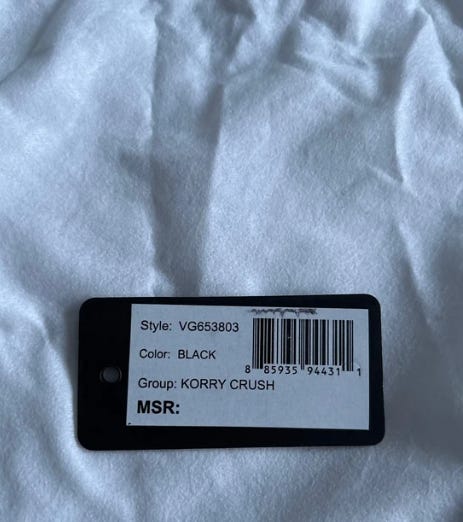 Style: VG653803
Color: BLACK
8 85935 94431 1
Group: KORRY CRUSH
MSR: